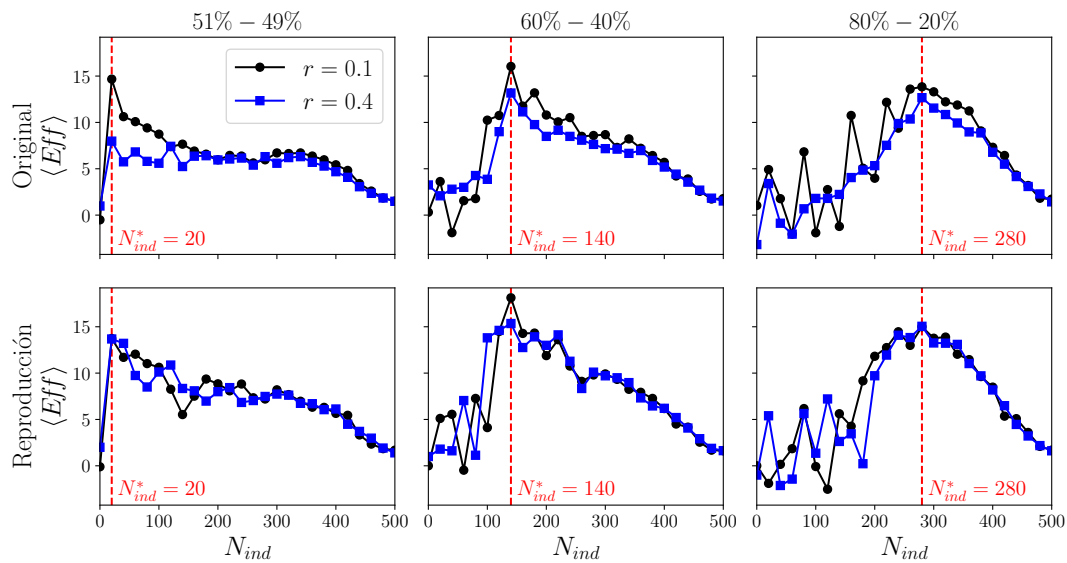 51% − 49%
60% − 40%
80% − 20%
Original
⟨Eff⟩
15
10
5
0
r = 0.1
r = 0.4
N*ind = 20
N*ind = 140
N*ind = 280
Reproducción
⟨Eff⟩
15
10
5
0
N*ind = 20
N*ind = 140
N*ind = 280
0 100 200 300 400 500
0 100 200 300 400 500
0 100 200 300 400 500
Nind
Nind
Nind